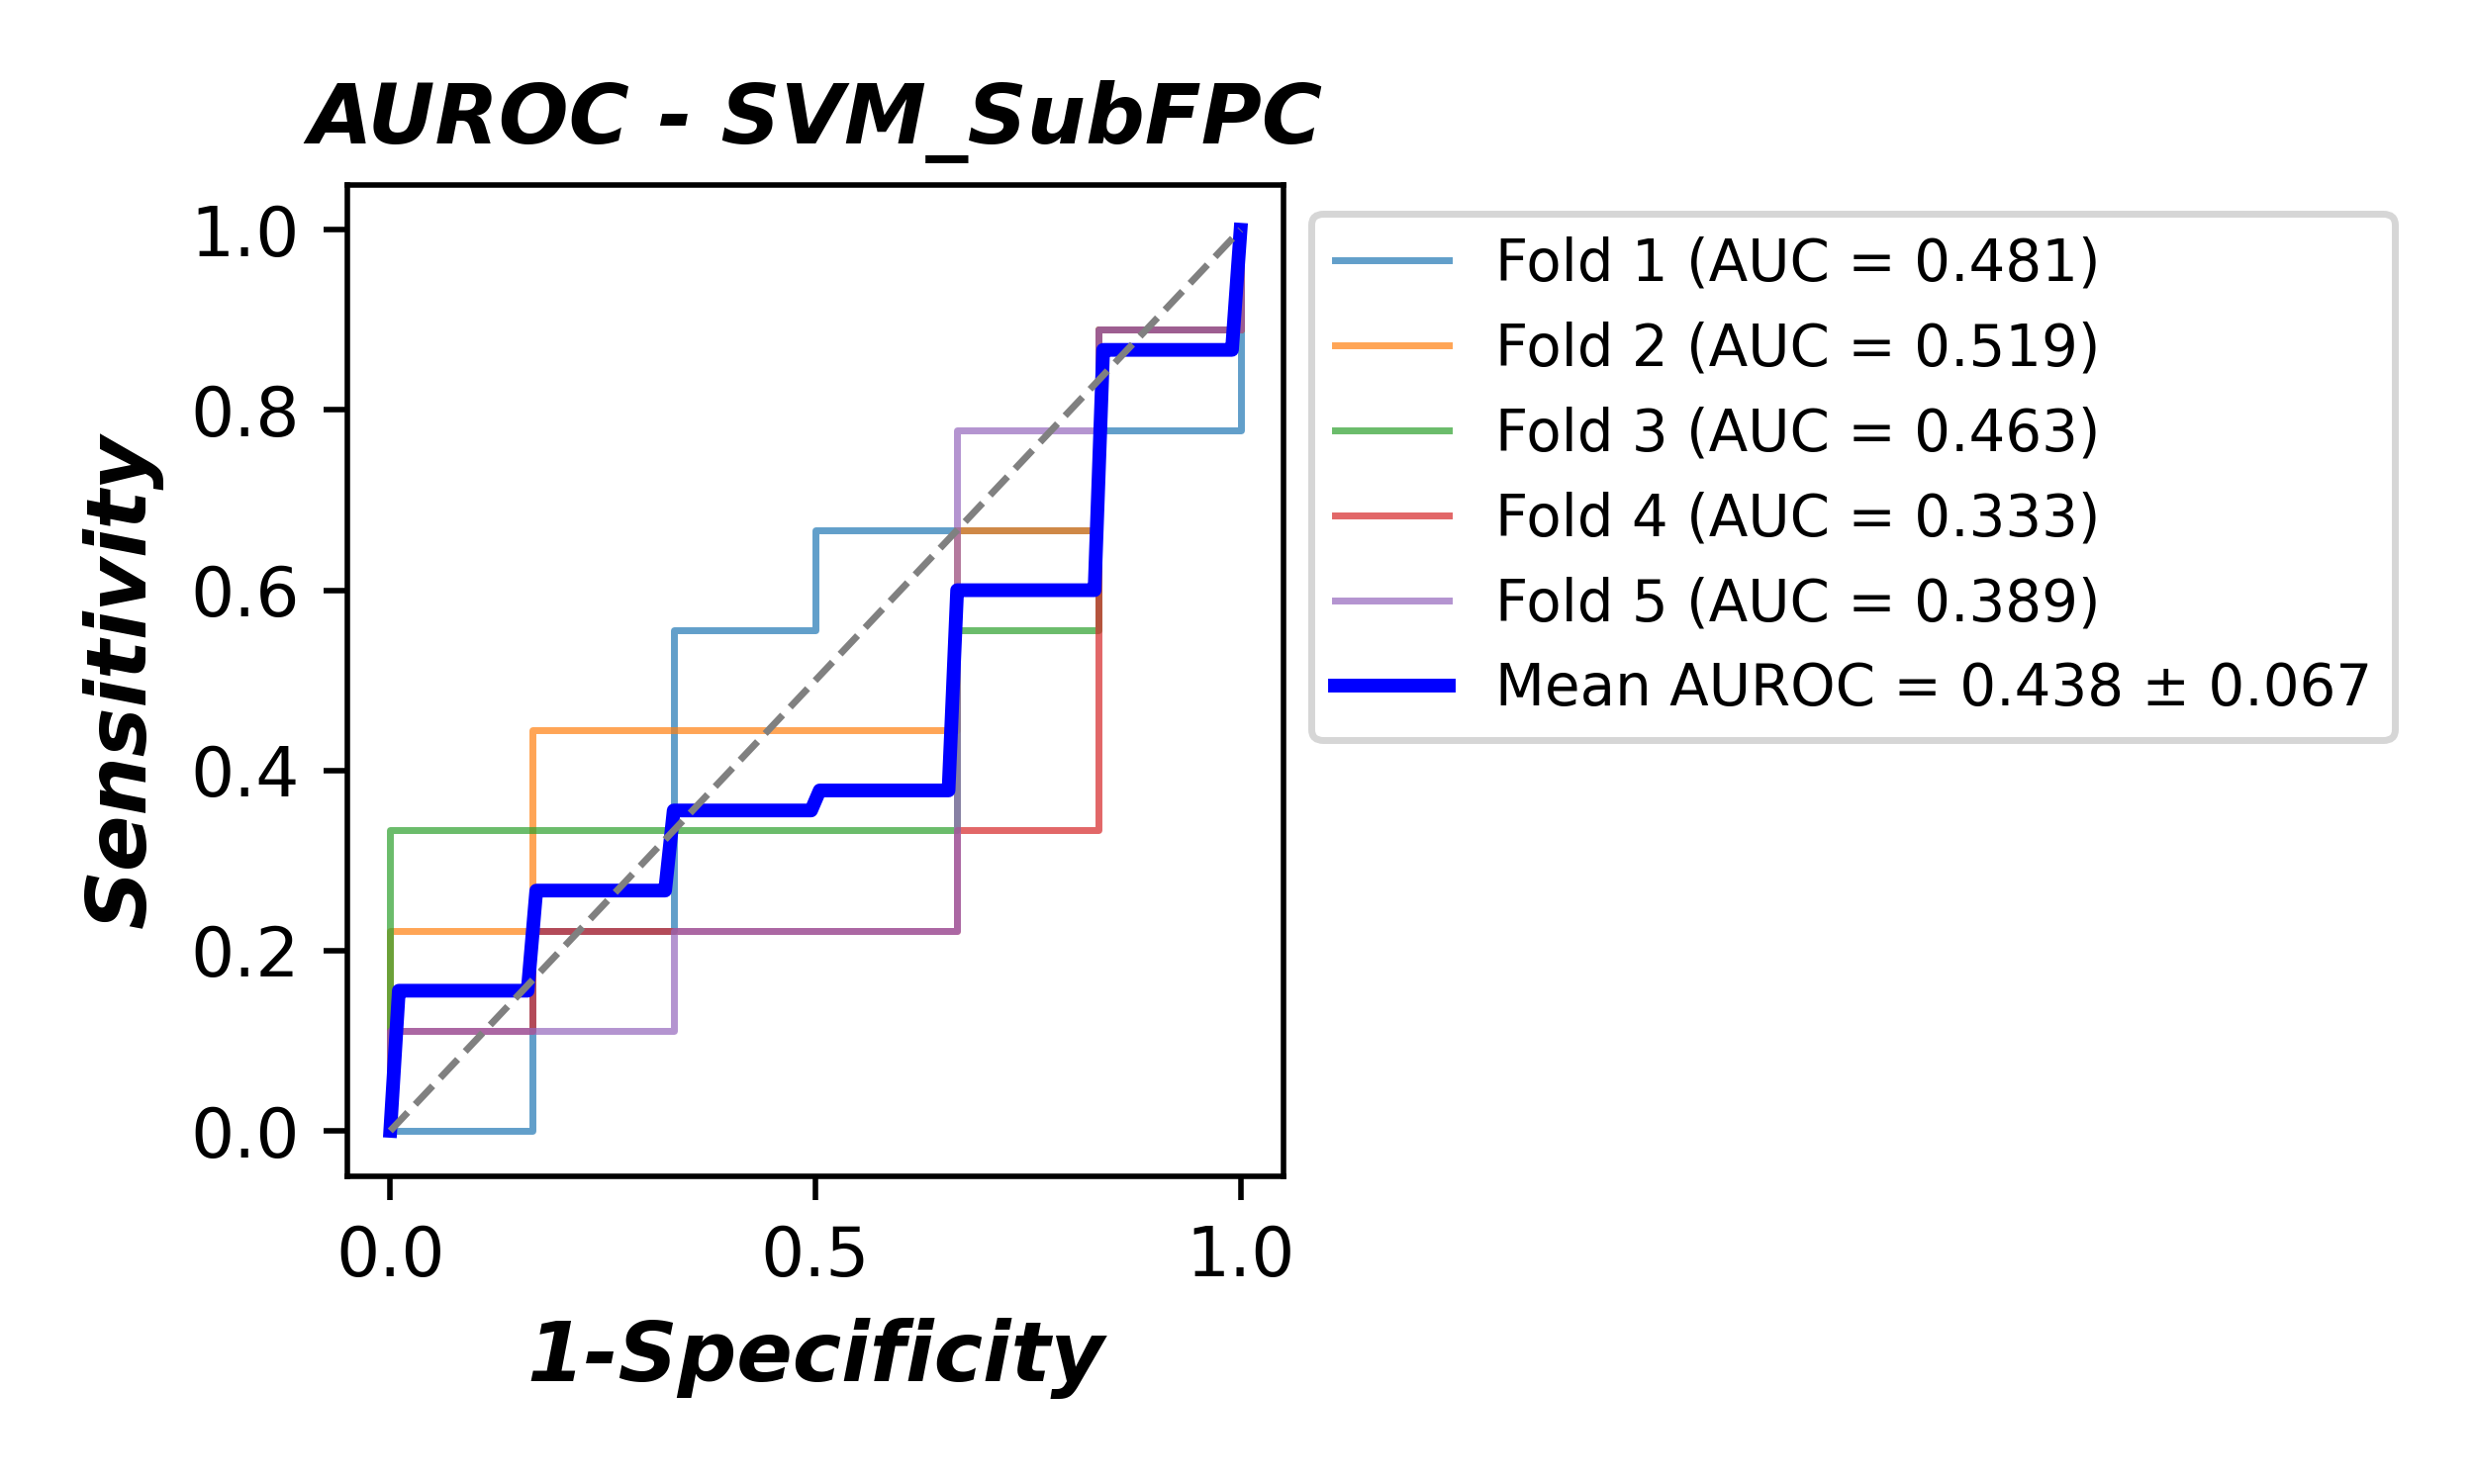 AUROC - SVM_SubFPC
1.0
0.8
0.6
0.4
0.2
0.0
Sensitivity
0.0 0.5 1.0
1-Specificity
Fold 1 (AUC = 0.481)
Fold 2 (AUC = 0.519)
Fold 3 (AUC = 0.463)
Fold 4 (AUC = 0.333)
Fold 5 (AUC = 0.389)
Mean AUROC = 0.438 ± 0.067